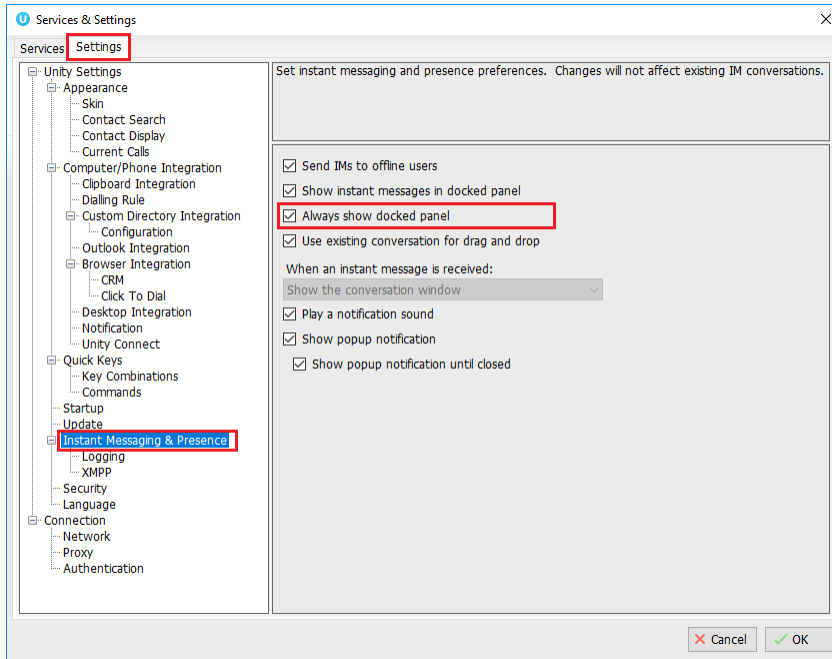 Services & Settings
Services
Settings
Unity Settings
Appearance
Skin
Contact Search
Contact Display
Current Calls
Computer/Phone Integration
Clipboard Integration
Dialling Rule
Custom Directory Integration
Configuration
Outlook Integration
Browser Integration
CRM
Click To Dial
Desktop Integration
Notification
Unity Connect
Quick Keys
Key Combinations
Commands
Startup
Update
Instant Messaging & Presence
Logging
XMPP
Security
Language
Connection
Network
Proxy
Authentication
Set instant messaging and presence preferences.  Changes will not affect existing IM conversations.
Send IMs to offline users
Show instant messages in docked panel
Always show docked panel
Use existing conversation for drag and drop
When an instant message is received:
Show the conversation window
Play a notification sound
Show popup notification
Show popup notification until closed
Cancel
OK